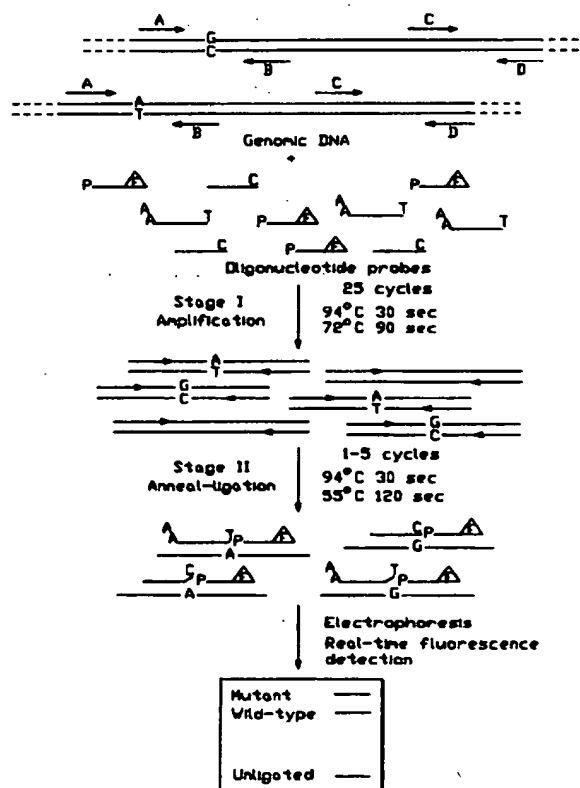 A C
G
C
B D
A A C
T
B D
Genomic DNA
+
P F C P F
A A T P F A A T A A T
C P F C
Oligonucleotide probes
25 cycles
Stage I 94°C 30 sec
Amplification 72°C 90 sec
A
T
G A
C T
G
C
1-5 cycles
Stage II 94°C 30 sec
Anneal-ligation 55°C 120 sec
A A T P F C P F
A G
C P F A A T P F
A G
Electrophoresis
Real-time fluorescence
detection
Mutant
Wild-type
Unligated